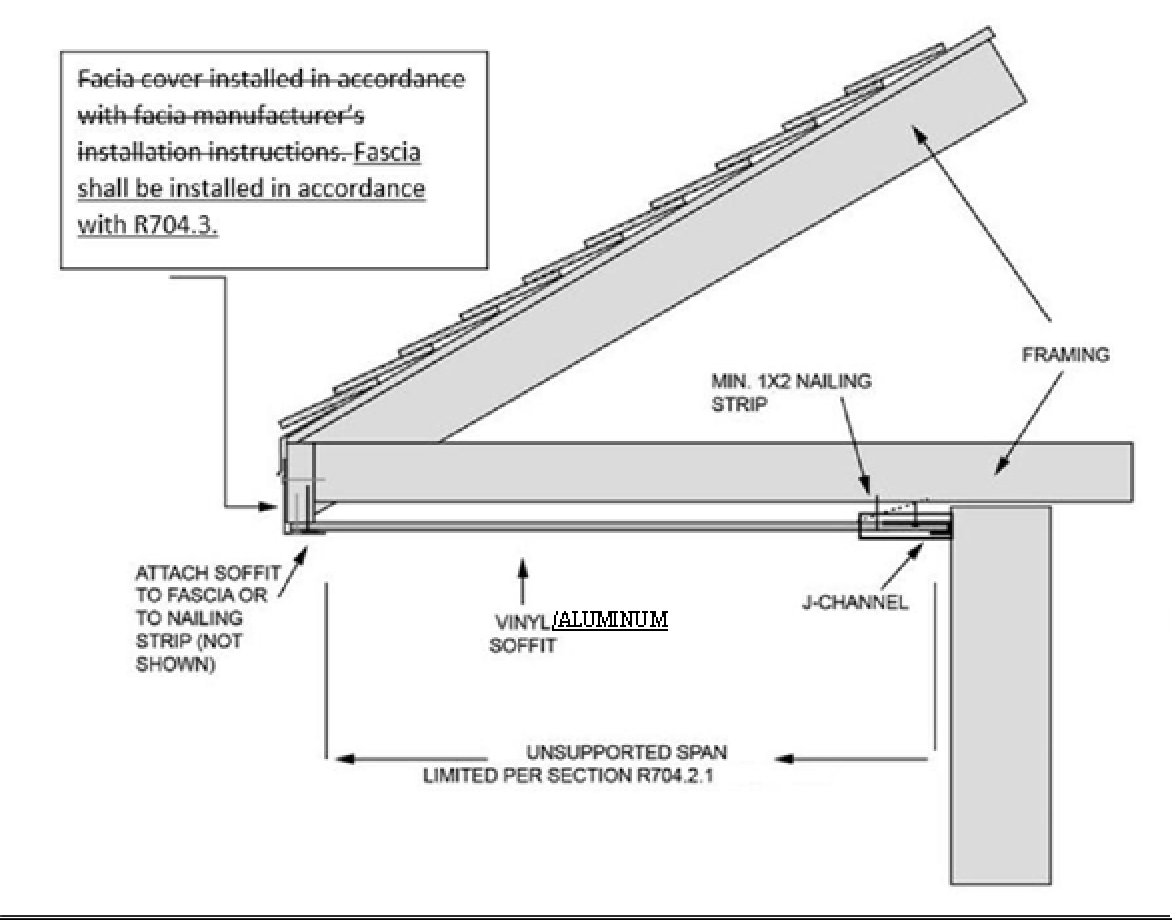 Facia cover installed in accordance
with facia manufacturer's
installation instructions. Fascia
shall be installed in accordance
with R704.3.
FRAMING
MIN. 1X2 NAILING
STRIP
ATTACH SOFFIT
TO FASCIA OR
TO NAILING
STRIP (NOT
SHOWN)
VINYL/ALUMINUM
SOFFIT
J-CHANNEL
UNSUPPORTED SPAN
LIMITED PER SECTION R704.2.1